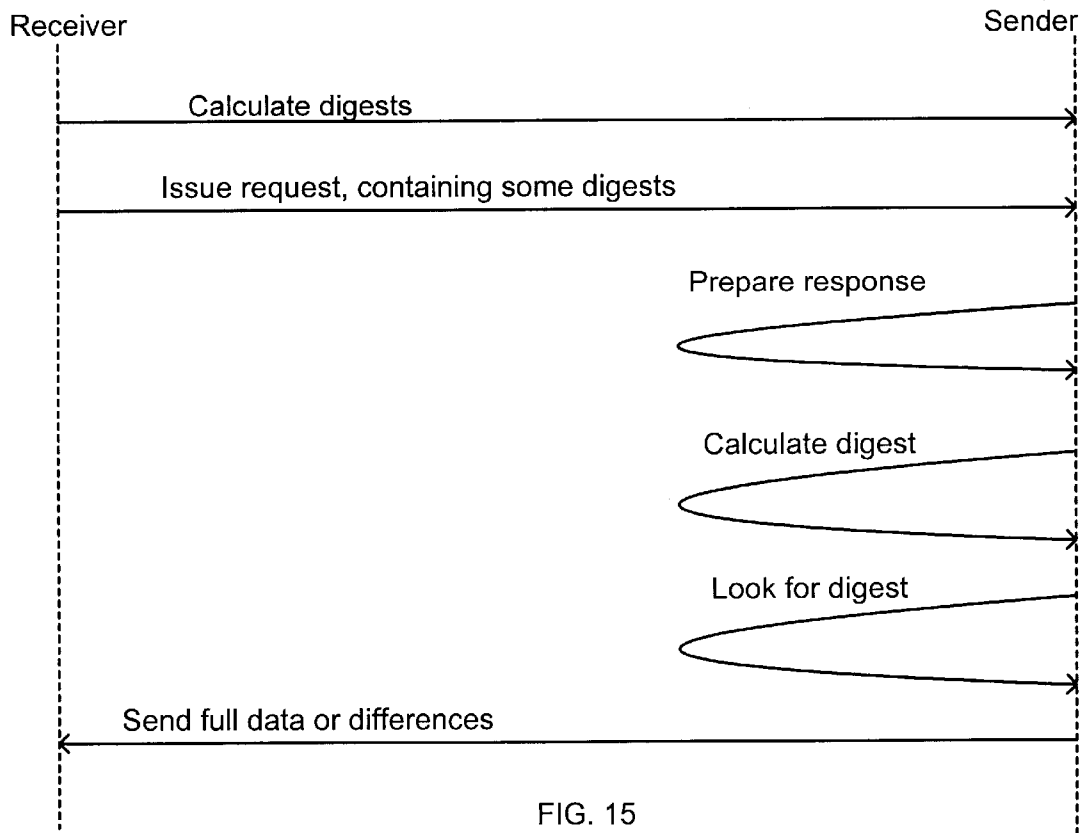 Receiver
Sender
Calculate digests
Issue request, containing some digests
Prepare response
Calculate digest
Look for digest
Send full data or differences
FIG. 15